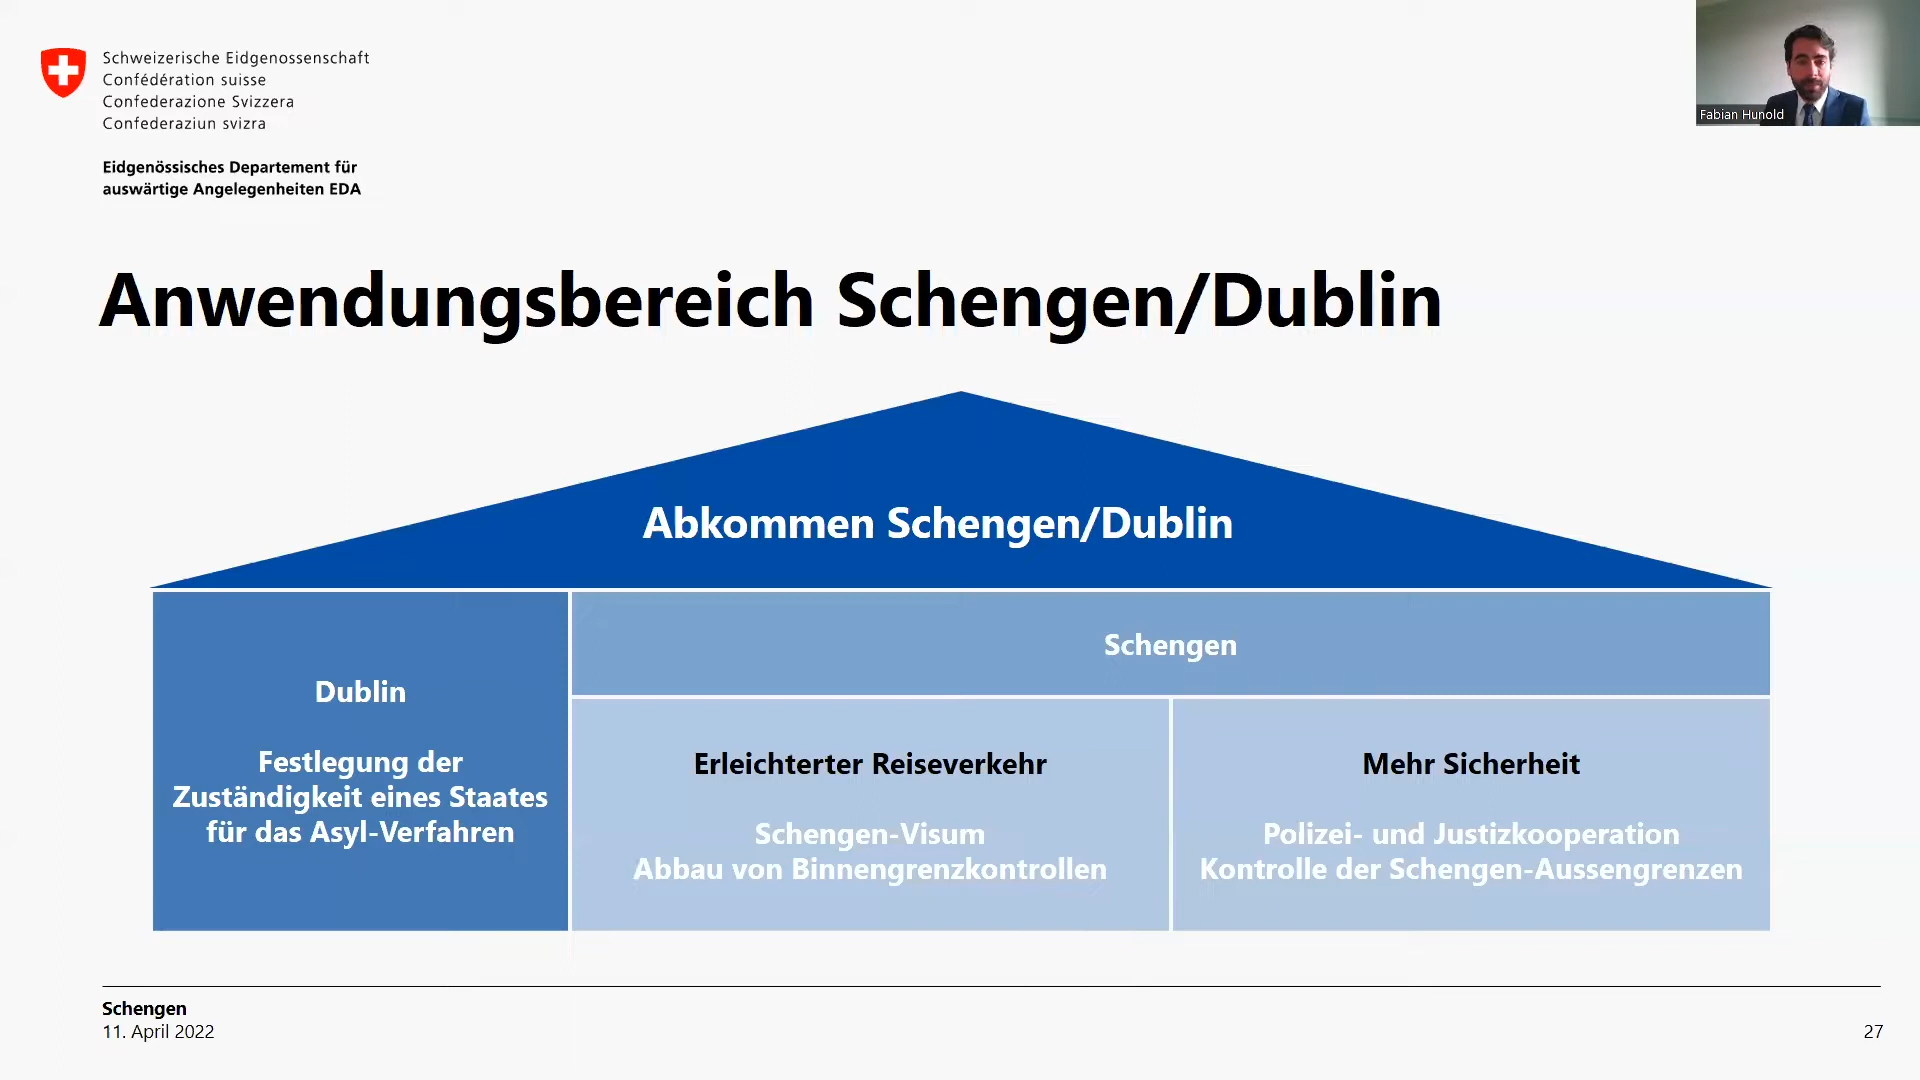 Schweizerische Eidgenossenschaft
Confédération suisse
Confederazione Svizzera
Confederaziun svizra
Eidgenössisches Departement für
auswärtige Angelegenheiten EDA
Fabian Hunold
Anwendungsbereich Schengen/Dublin
Abkommen Schengen/Dublin
Dublin
Festlegung der
Zuständigkeit eines Staates
für das Asyl-Verfahren
Schengen
Erleichterter Reiseverkehr
Schengen-Visum
Abbau von Binnengrenzkontrollen
Mehr Sicherheit
Polizei- und Justizkooperation
Kontrolle der Schengen-Aussengrenzen
Schengen
11. April 2022
27